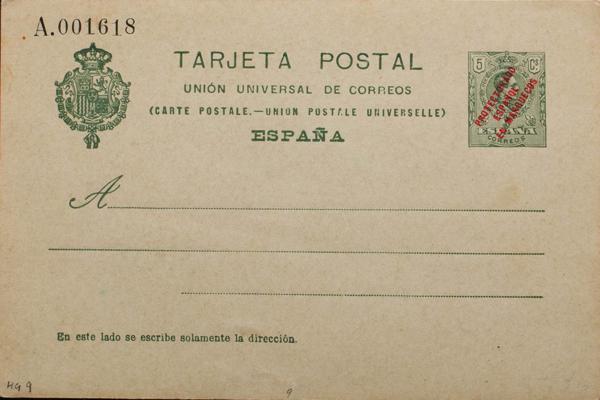 A.001618
TARJETA POSTAL
UNIÓN UNIVERSAL DE CORREOS
(CARTE POSTALE.—UNION POSTALE UNIVERSELLE)
ESPAÑA
5 Cs
PROTECTORADO
ESPAÑOL
EN MARRUECOS
ESPAÑA
CORREOS
A
En este lado se escribe solamente la dirección.
HG 9
9